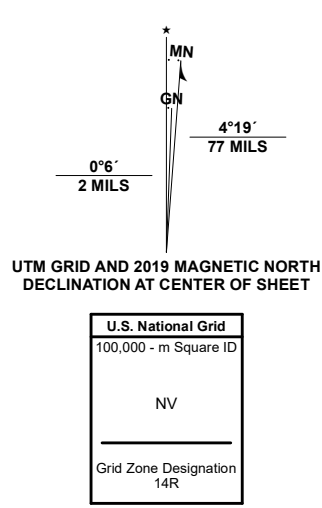 ★
MN
GN
4°19´
77 MILS
0°6´
2 MILS
UTM GRID AND 2019 MAGNETIC NORTH
DECLINATION AT CENTER OF SHEET
U.S. National Grid
100,000 - m Square ID
NV
Grid Zone Designation
14R